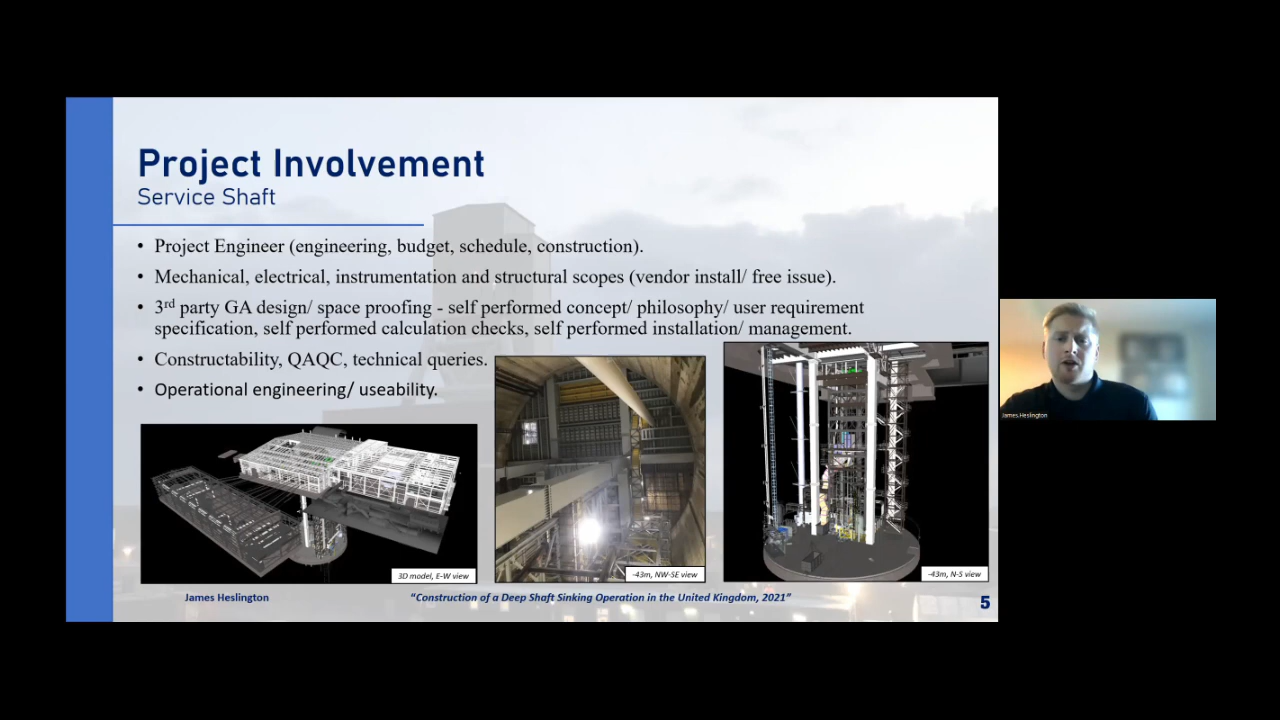 Project Involvement
Service Shaft
• Project Engineer (engineering, budget, schedule, construction).
• Mechanical, electrical, instrumentation and structural scopes (vendor install/ free issue).
• 3rd party GA design/ space proofing - self performed concept/ philosophy/ user requirement
specification, self performed calculation checks, self performed installation/ management.
• Constructability, QAQC, technical queries.
• Operational engineering/ useability.
3D model, E-W view
-43m, NW-SE view
-43m, N-S view
James Heslington
“Construction of a Deep Shaft Sinking Operation in the United Kingdom, 2021”
5
James Heslington